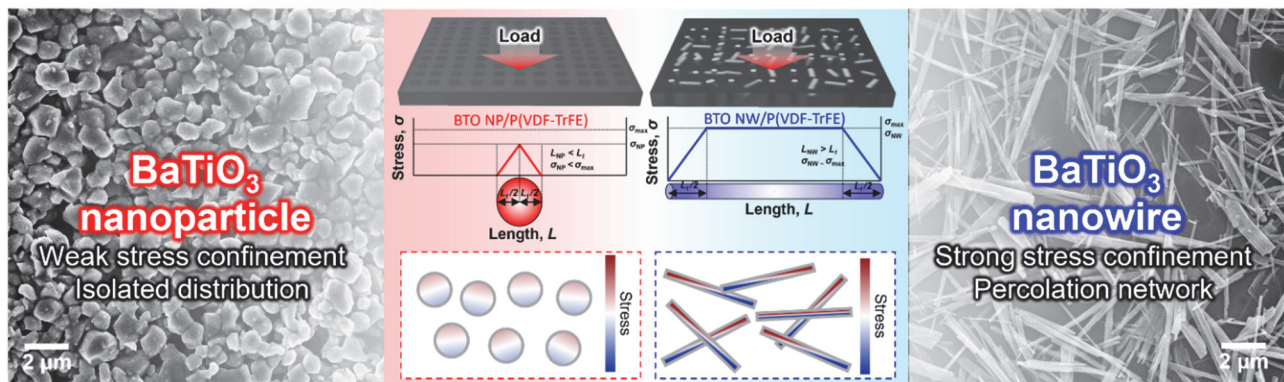 BaTiO₃
nanoparticle
Weak stress confinement
Isolated distribution
2 µm
Load
BTO NP/P(VDF-TrFE)
Stress, σ
σmax
σNP
LNP < Lt
σNP < σmax
Lt/2 Lt/2
Length, L
Stress
Load
BTO NW/P(VDF-TrFE)
Stress, σ
σmax
σNW
LNW > Lt
σNW ~ σmax
Lt/2
Lt/2
Length, L
Stress
BaTiO₃
nanowire
Strong stress confinement
Percolation network
2 µm